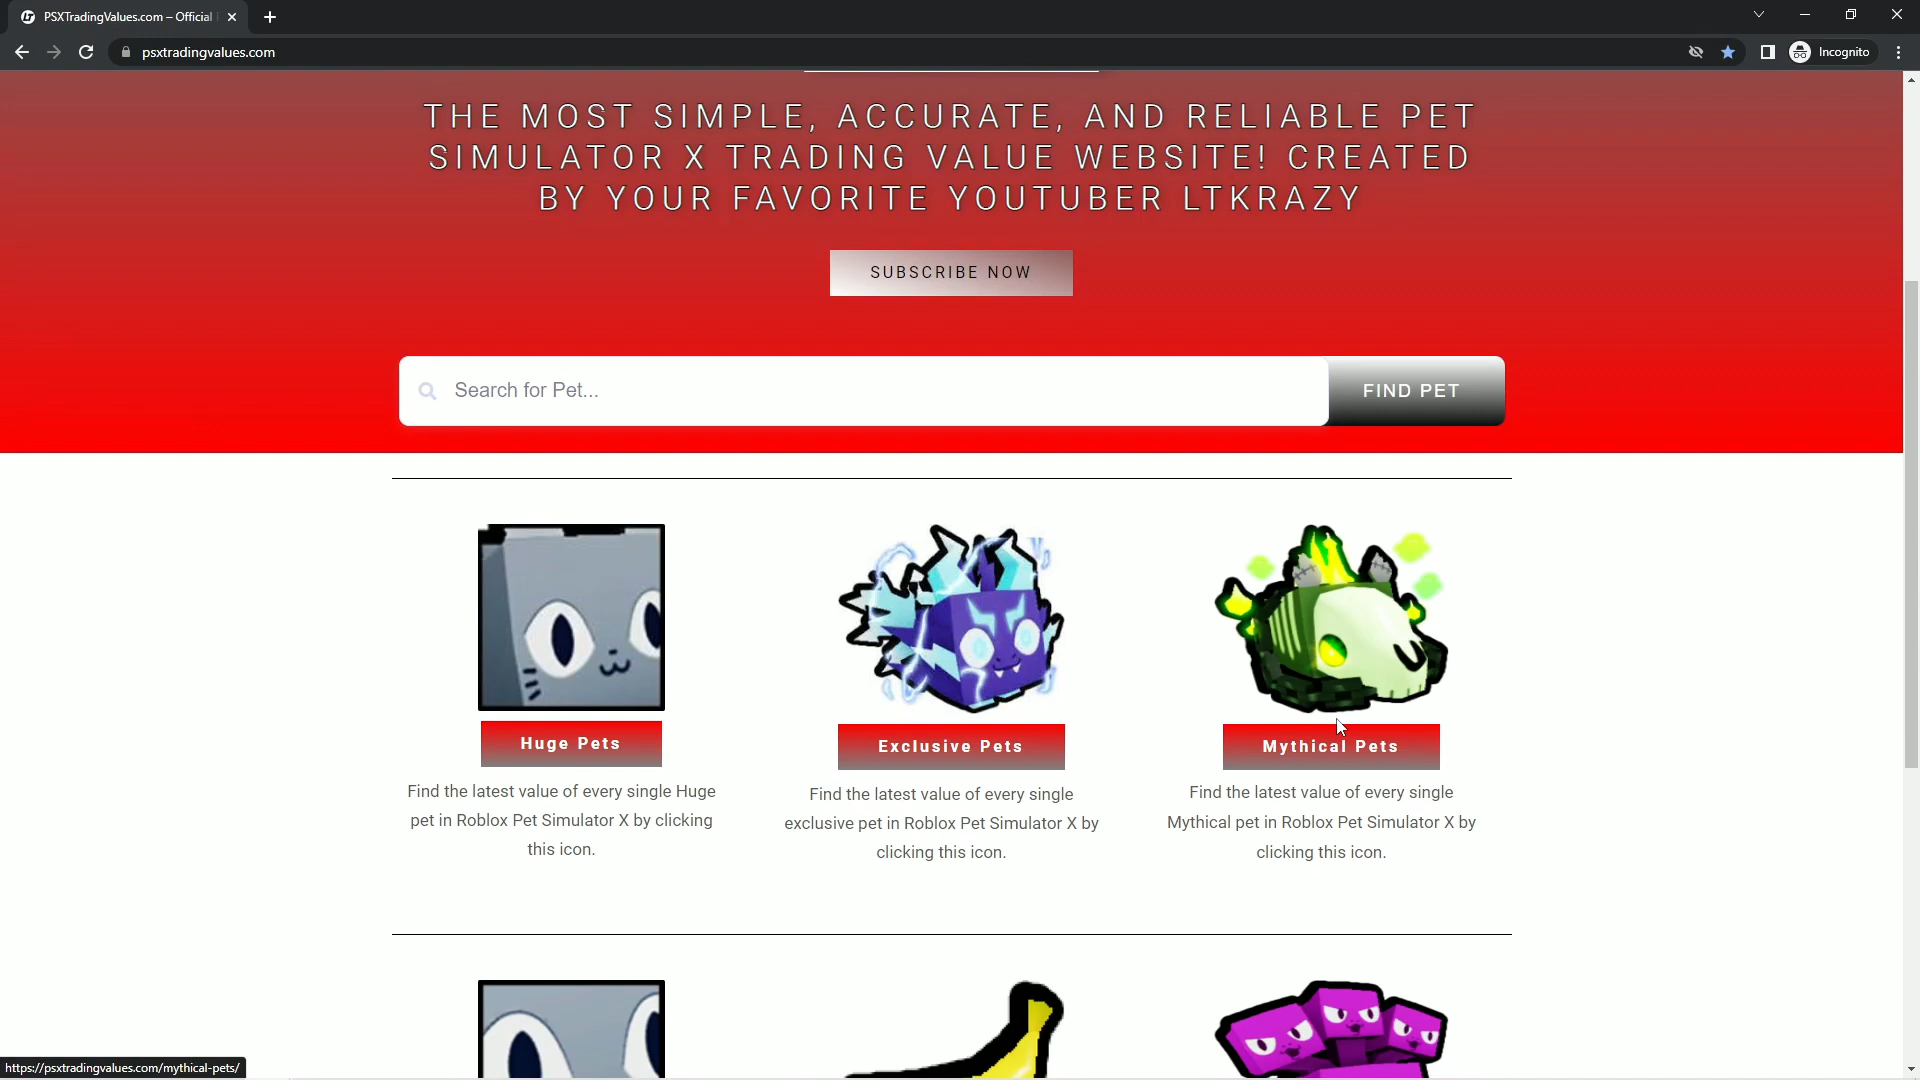 PSXTradingValues.com – Official
psxtradingvalues.com
Incognito
THE MOST SIMPLE, ACCURATE, AND RELIABLE PET
SIMULATOR X TRADING VALUE WEBSITE! CREATED
BY YOUR FAVORITE YOUTUBER LTKRAZY
SUBSCRIBE NOW
Search for Pet...
FIND PET
Huge Pets
Find the latest value of every single Huge
pet in Roblox Pet Simulator X by clicking
this icon.
Exclusive Pets
Find the latest value of every single
exclusive pet in Roblox Pet Simulator X by
clicking this icon.
Mythical Pets
Find the latest value of every single
Mythical pet in Roblox Pet Simulator X by
clicking this icon.
https://psxtradingvalues.com/mythical-pets/